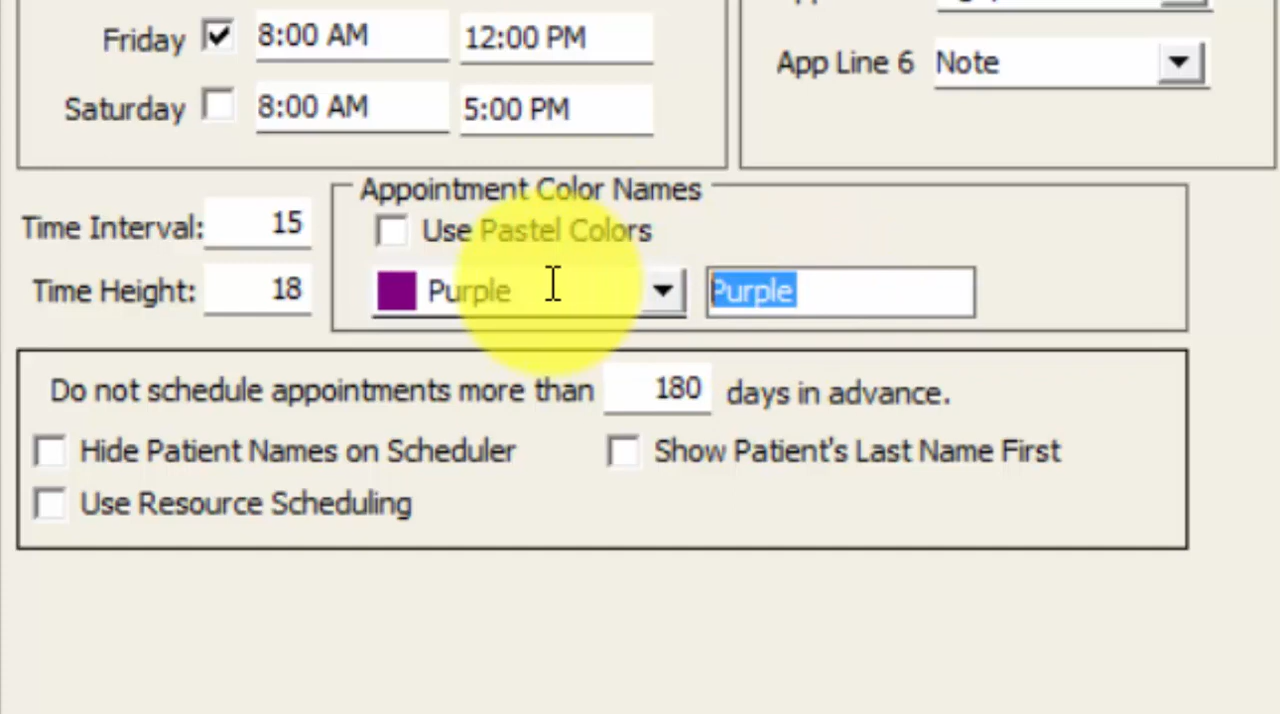 Friday 8:00 AM 12:00 PM
App Line 6 Note
Saturday 8:00 AM 5:00 PM
Appointment Color Names
Time Interval: 15
Use Pastel Colors
Time Height: 18
Purple Purple
Do not schedule appointments more than 180 days in advance.
Hide Patient Names on Scheduler Show Patient's Last Name First
Use Resource Scheduling